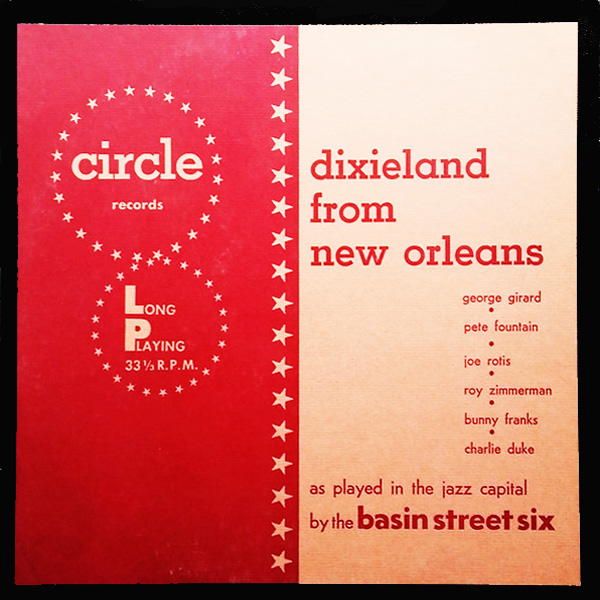 circle
records
LONG
PLAYING
33 1/3 R.P.M.
dixieland
from
new orleans
george girard
•
pete fountain
•
joe rotis
•
roy zimmerman
•
bunny franks
•
charlie duke
as played in the jazz capital
by the basin street six